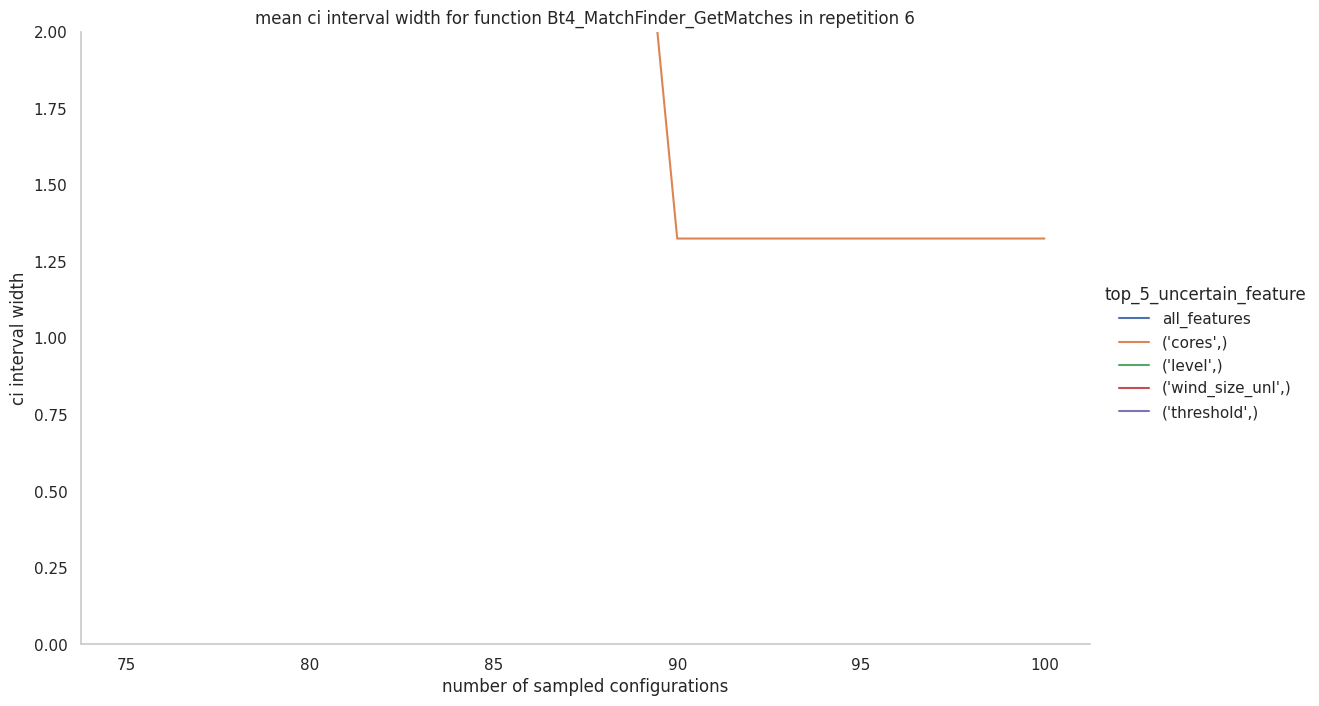 mean ci interval width for function Bt4_MatchFinder_GetMatches in repetition 6
2.00
1.75
1.50
1.25
1.00
0.75
0.50
0.25
0.00
ci interval width
75 80 85 90 95 100
number of sampled configurations
top_5_uncertain_feature
all_features
('cores',)
('level',)
('wind_size_unl',)
('threshold',)